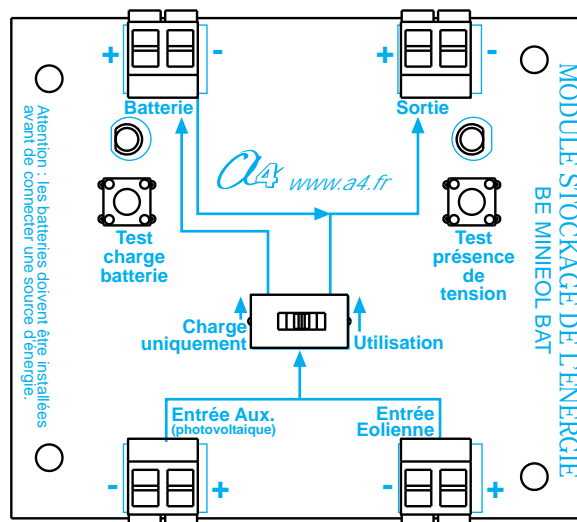 + - + -
Batterie
Sortie
a4 www.a4.fr
Test
charge
batterie
Test
présence
de
tension
Charge
uniquement
Utilisation
Entrée Aux.
(photovoltaique)
Entrée
Eolienne
- + - +
Attention : les batteries doivent être installées
avant de connecter une source d'énergie.
MODULE STOCKAGE DE L'ENERGIE
BE MINIEOL BAT